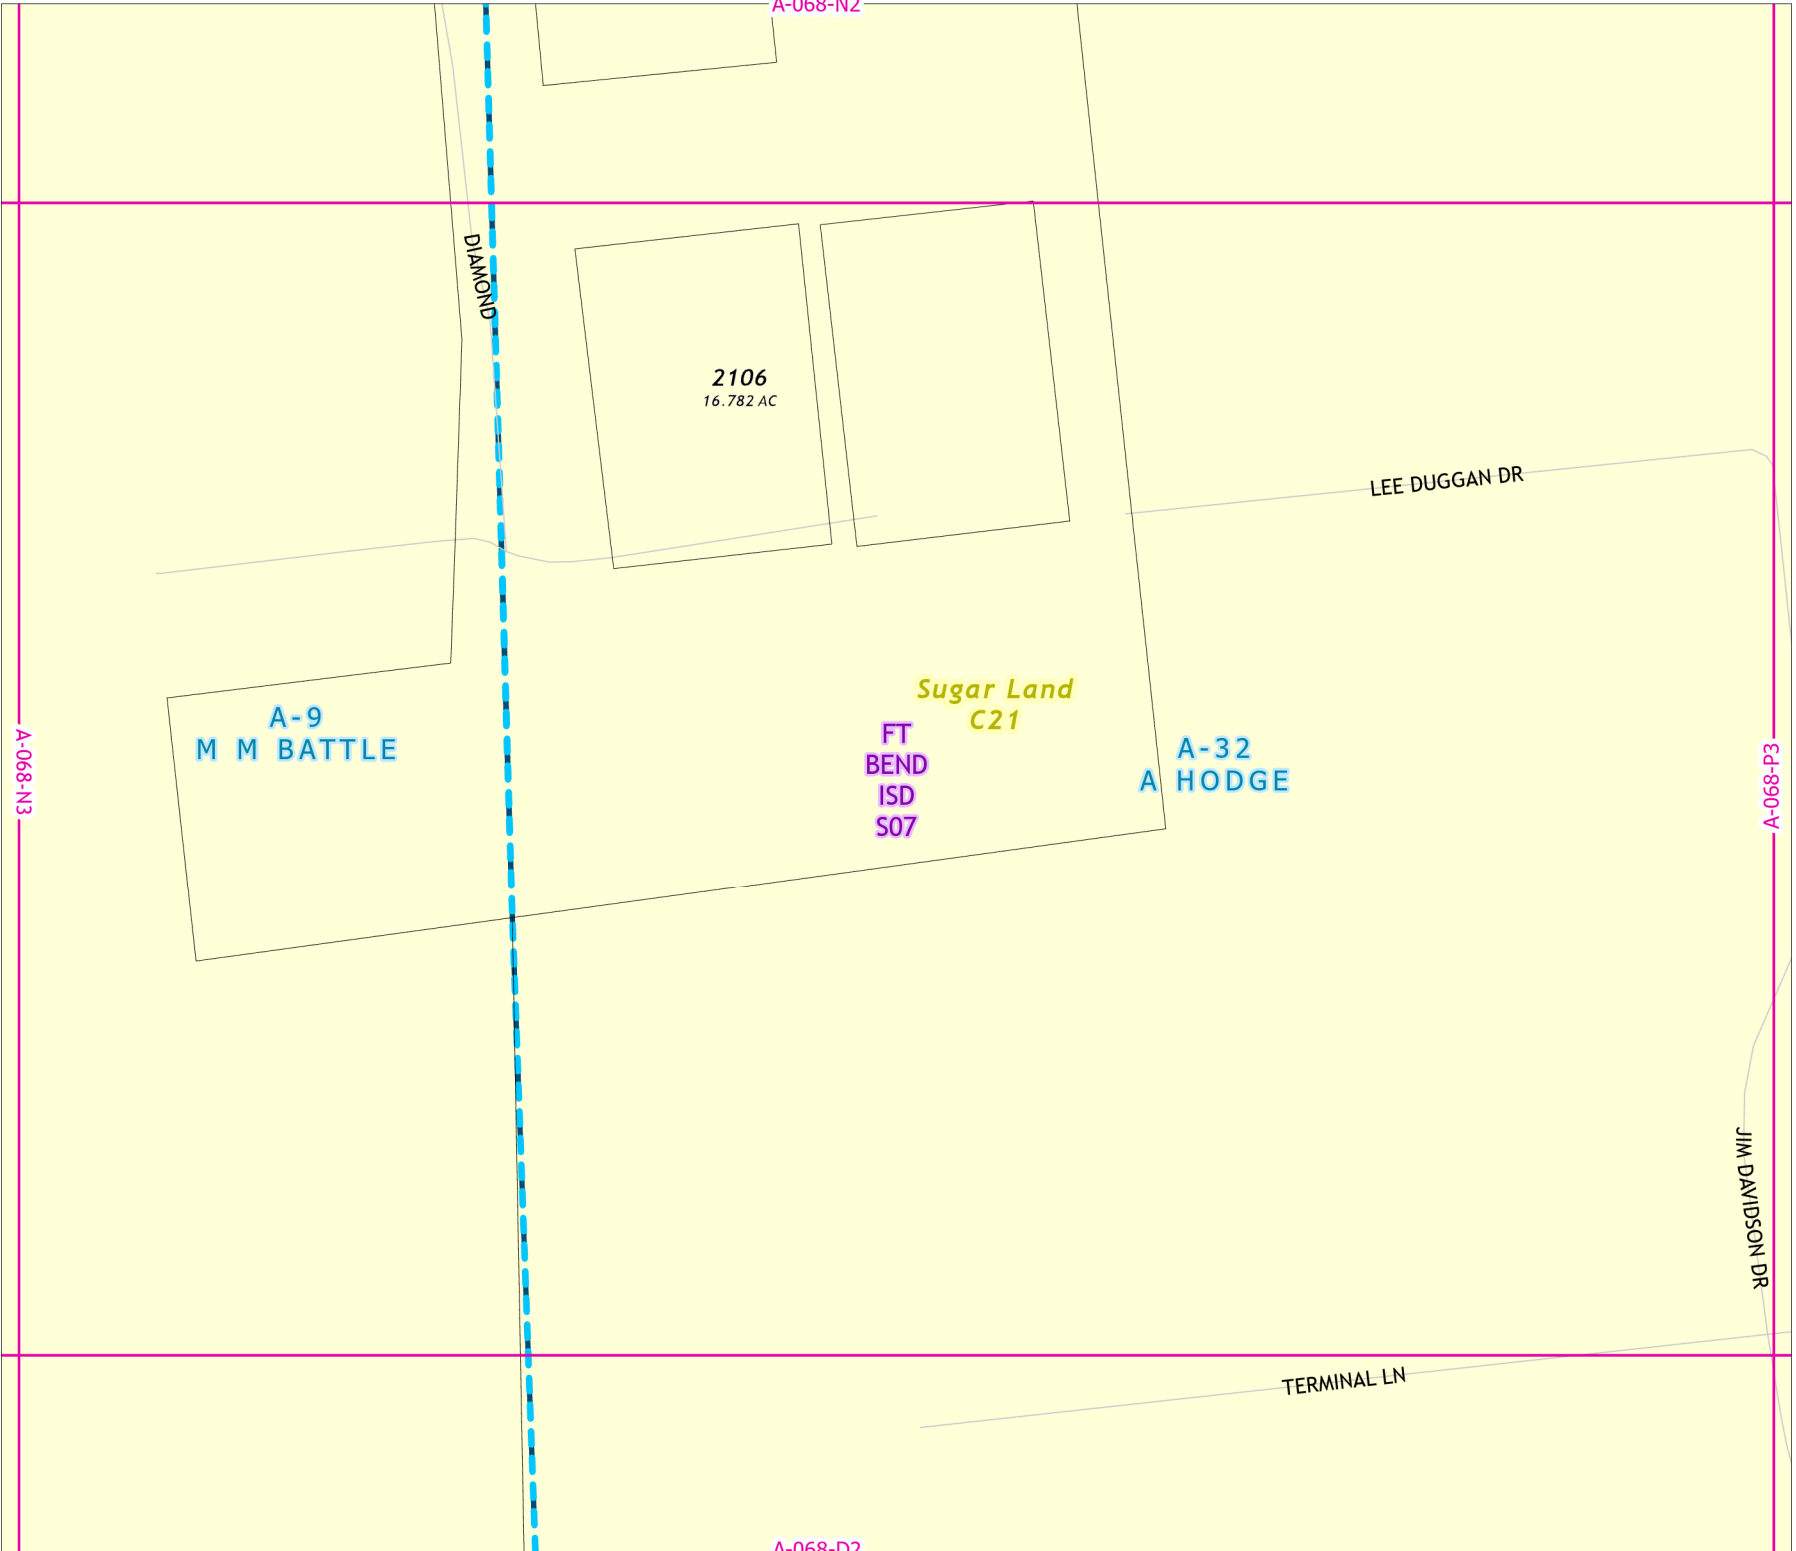 A-068-N2
DIAMOND
2106
16.782 AC
LEE DUGGAN DR
Sugar Land
C21
A-9
M M BATTLE
FT
BEND
ISD
S07
A-32
A HODGE
A-068-N3
A-068-P3
JIM DAVIDSON DR
TERMINAL LN
A-068-D2